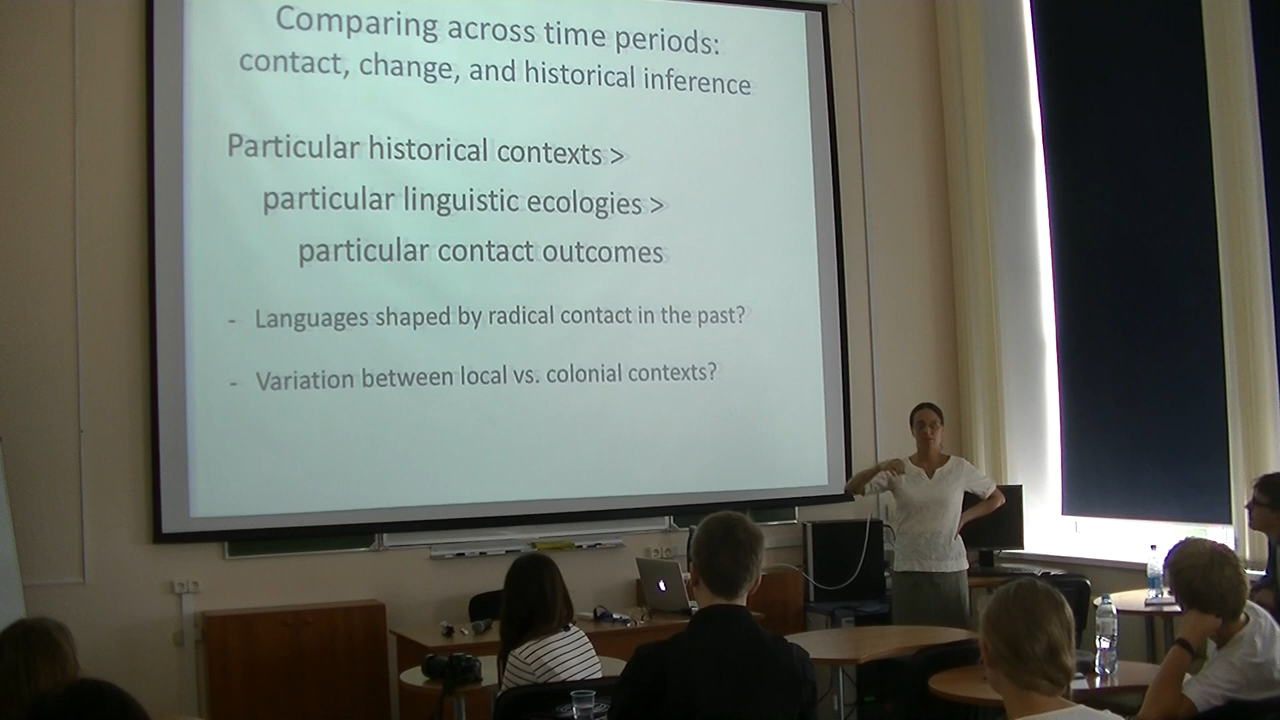 Comparing across time periods:
contact, change, and historical inference
Particular historical contexts >
particular linguistic ecologies >
particular contact outcomes
- Languages shaped by radical contact in the past?
- Variation between local vs. colonial contexts?